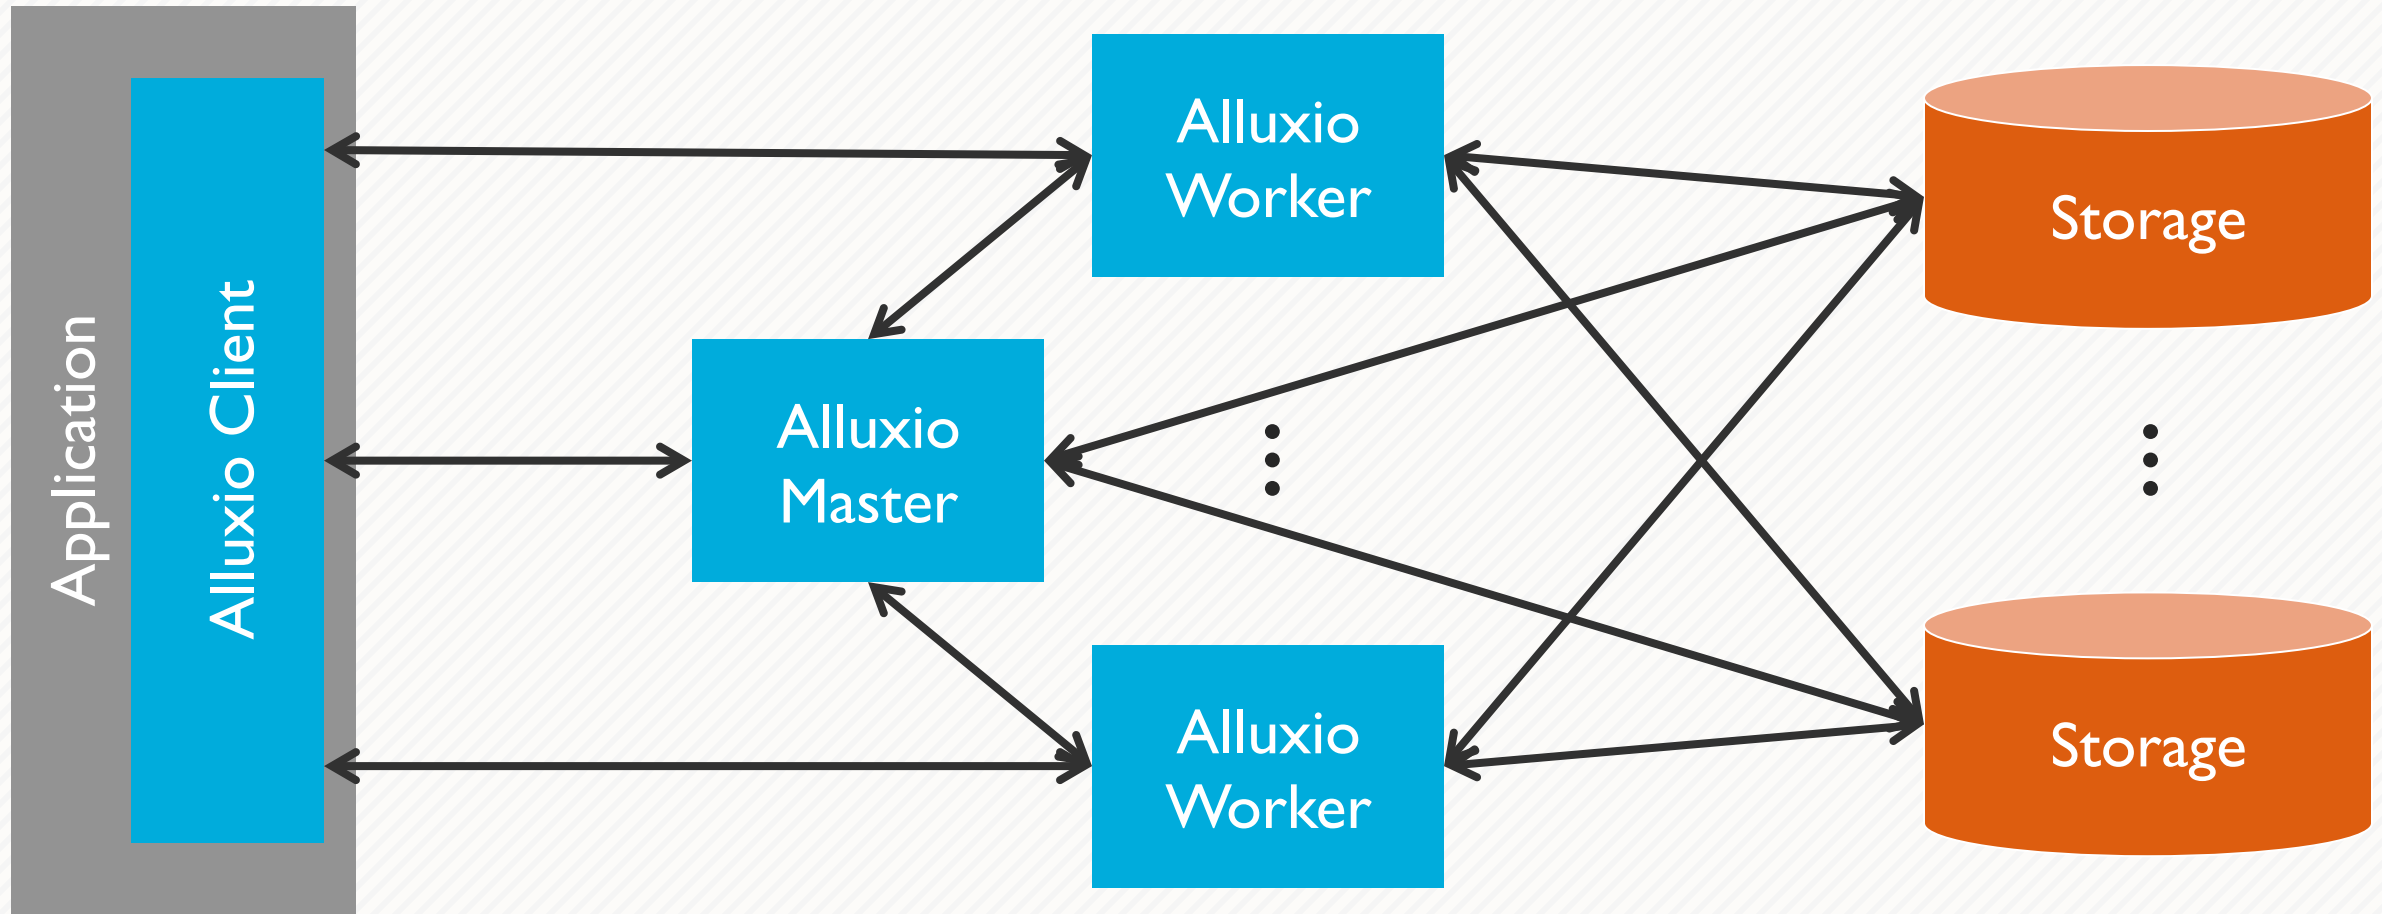 Application
Alluxio Client
Alluxio
Worker
Alluxio
Master
Alluxio
Worker
Storage
Storage